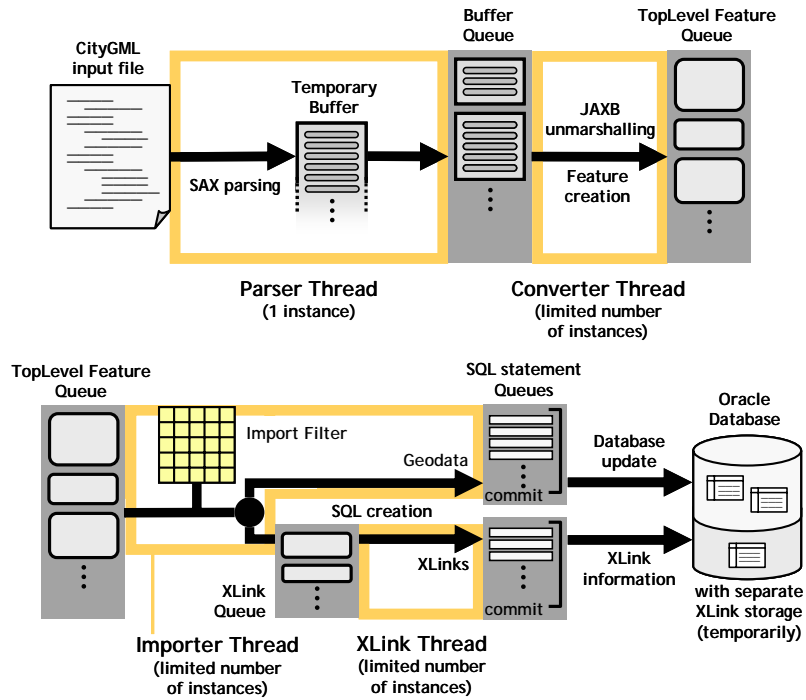 CityGML
input file
Temporary
Buffer
Buffer
Queue
TopLevel Feature
Queue
SAX parsing
JAXB
unmarshalling
Feature
creation
Parser Thread
(1 instance)
Converter Thread
(limited number
of instances)
TopLevel Feature
Queue
Import Filter
SQL statement
Queues
Oracle
Database
Geodata
Database
update
commit
SQL creation
XLinks
XLink
information
XLink
Queue
commit
with separate
XLink storage
(temporarily)
Importer Thread
(limited number
of instances)
XLink Thread
(limited number
of instances)